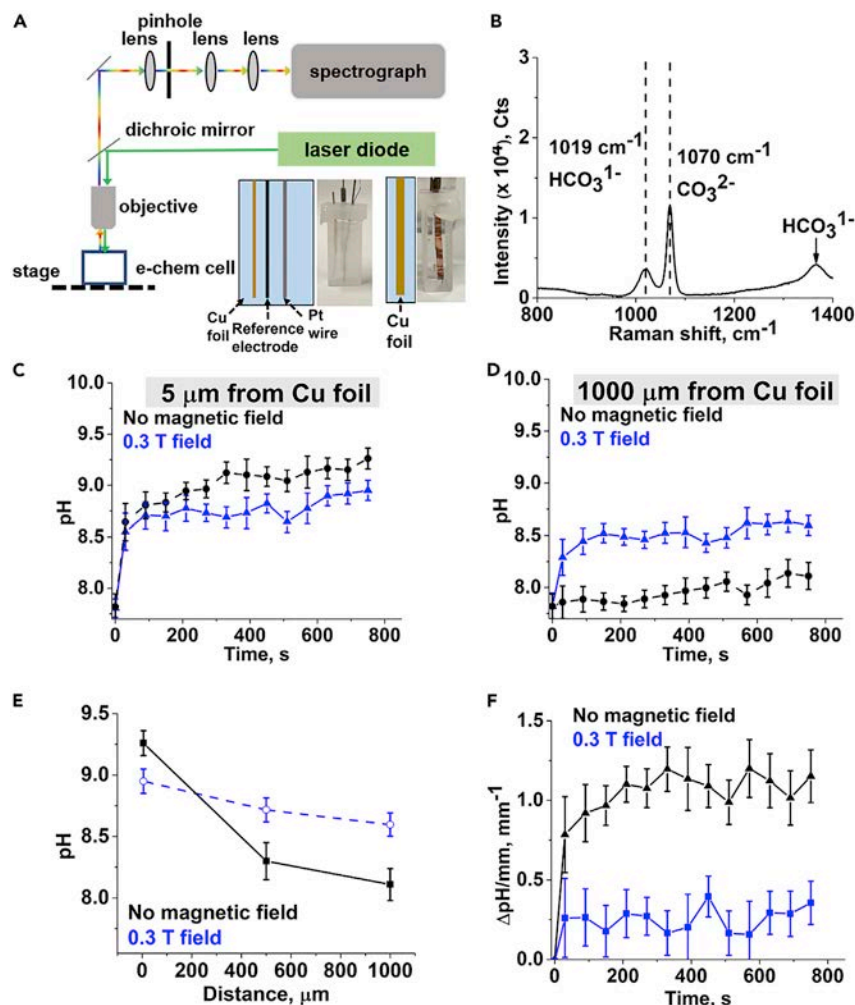 A
pinhole
lens
lens
lens
spectrograph
dichroic mirror
laser diode
objective
stage
e-chem cell
Cu
foil
Reference
electrode
Pt
wire
Cu
foil
B
Intensity (x 10⁴), Cts
3
2
1
0
1019 cm⁻¹
HCO₃¹⁻
1070 cm⁻¹
CO₃²⁻
HCO₃¹⁻
800
1000
1200
1400
Raman shift, cm⁻¹
C
5 μm from Cu foil
No magnetic field
0.3 T field
pH
10.0
9.5
9.0
8.5
8.0
0
200
400
600
800
Time, s
D
1000 μm from Cu foil
No magnetic field
0.3 T field
pH
10.0
9.5
9.0
8.5
8.0
0
200
400
600
800
Time, s
E
pH
9.5
9.0
8.5
8.0
No magnetic field
0.3 T field
0
200
400
600
800
1000
Distance, μm
F
No magnetic field
0.3 T field
ΔpH/mm, mm⁻¹
1.5
1.0
0.5
0.0
0
200
400
600
800
Time, s